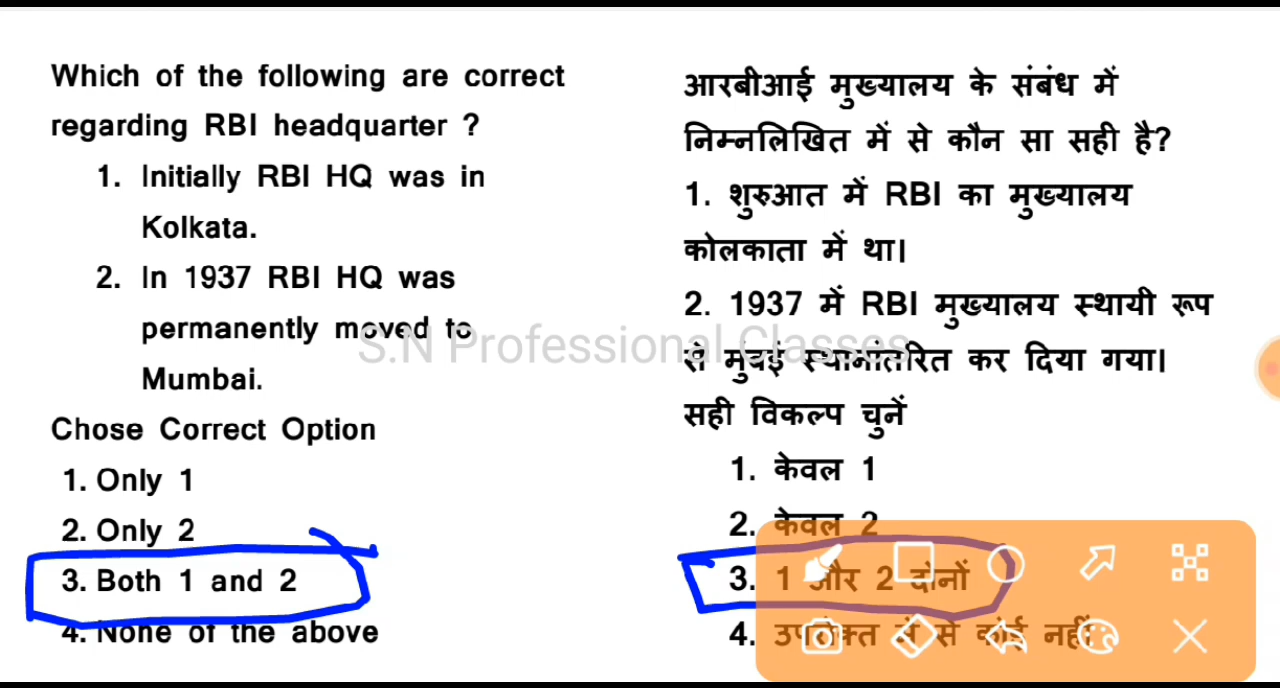 Which of the following are correct
regarding RBI headquarter ?
1. Initially RBI HQ was in
Kolkata.
2. In 1937 RBI HQ was
permanently moved to
Mumbai.
Chose Correct Option
1. Only 1
2. Only 2
3. Both 1 and 2
4. None of the above
आरबीआई मुख्यालय के संबंध में
निम्नलिखित में से कौन सा सही है?
1. शुरुआत में RBI का मुख्यालय
कोलकाता में था।
2. 1937 में RBI मुख्यालय स्थायी रूप
से मुंबई स्थानांतरित कर दिया गया।
सही विकल्प चुनें
1. केवल 1
2. केवल 2
3. 1 और 2 दोनों
4. उपरोक्त में से कोई नहीं
S.N Professional Classes